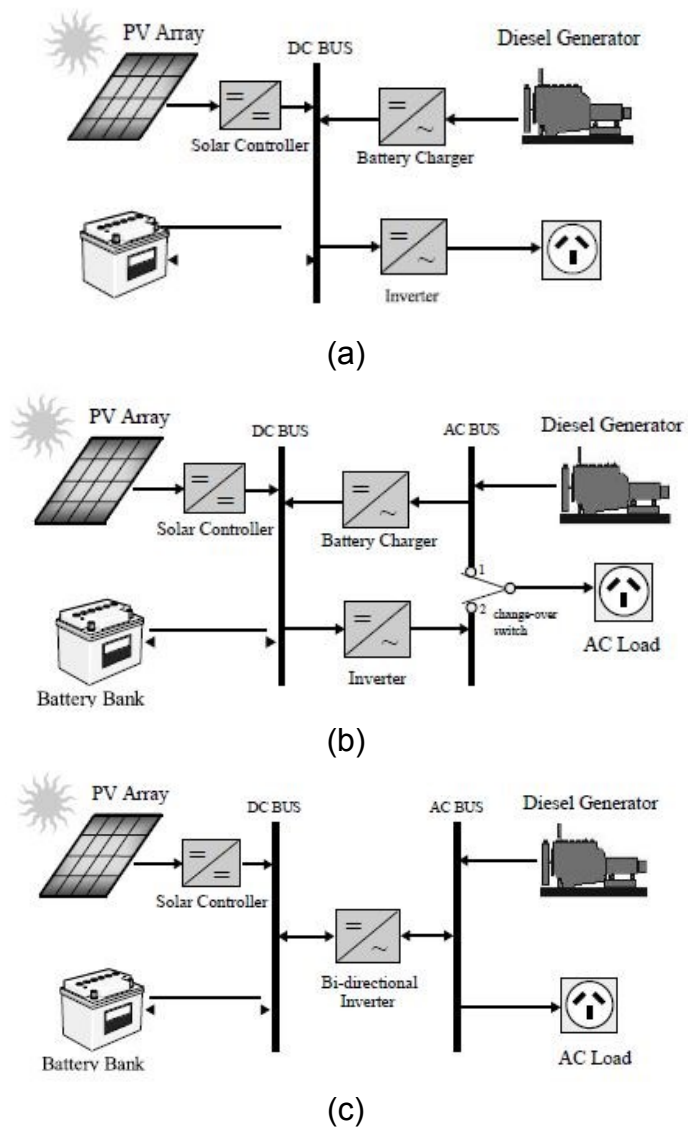 PV Array
DC BUS
Diesel Generator
Solar Controller
Battery Charger
Inverter
(a)
PV Array
DC BUS
AC BUS
Diesel Generator
Solar Controller
Battery Charger
1
2
change-over
switch
Inverter
AC Load
Battery Bank
(b)
PV Array
DC BUS
AC BUS
Diesel Generator
Solar Controller
Bi-directional
Inverter
Battery Bank
AC Load
(c)